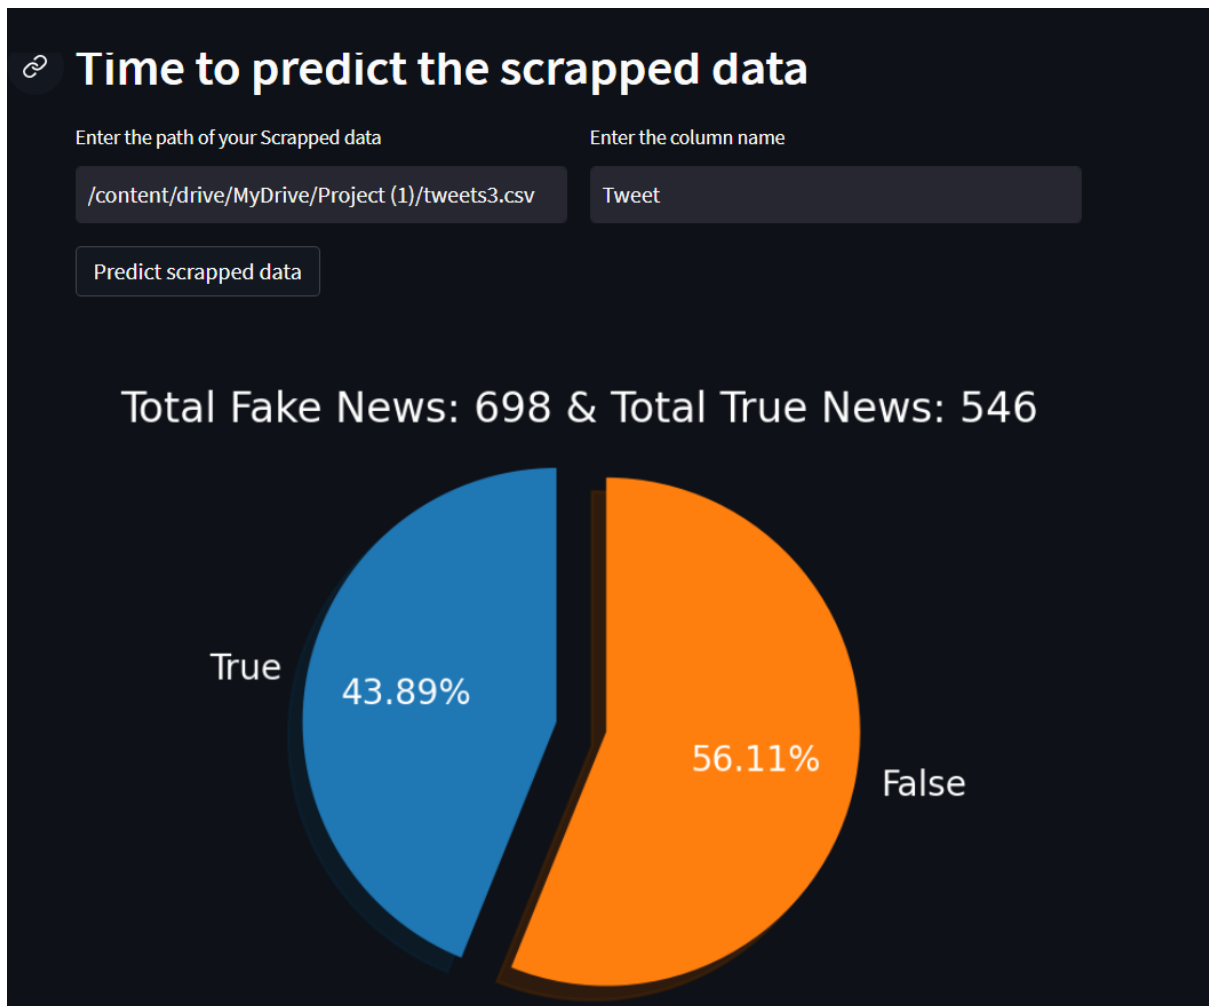 Time to predict the scrapped data
Enter the path of your Scrapped data
Enter the column name
/content/drive/MyDrive/Project (1)/tweets3.csv
Tweet
Predict scrapped data
Total Fake News: 698 & Total True News: 546
True
43.89%
56.11%
False